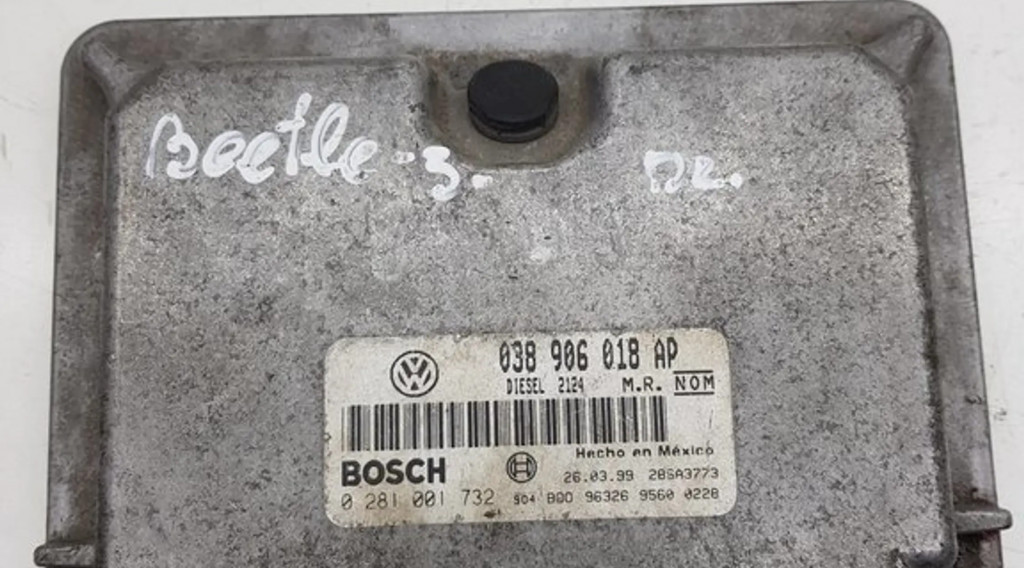 Beetle -3.
038 906 018 AP
DIESEL 2124 M.R. NOM
Hecho en México
BOSCH
26.03.99 28SA3773
0 281 001 732 904 BQO 96326 9560 0228